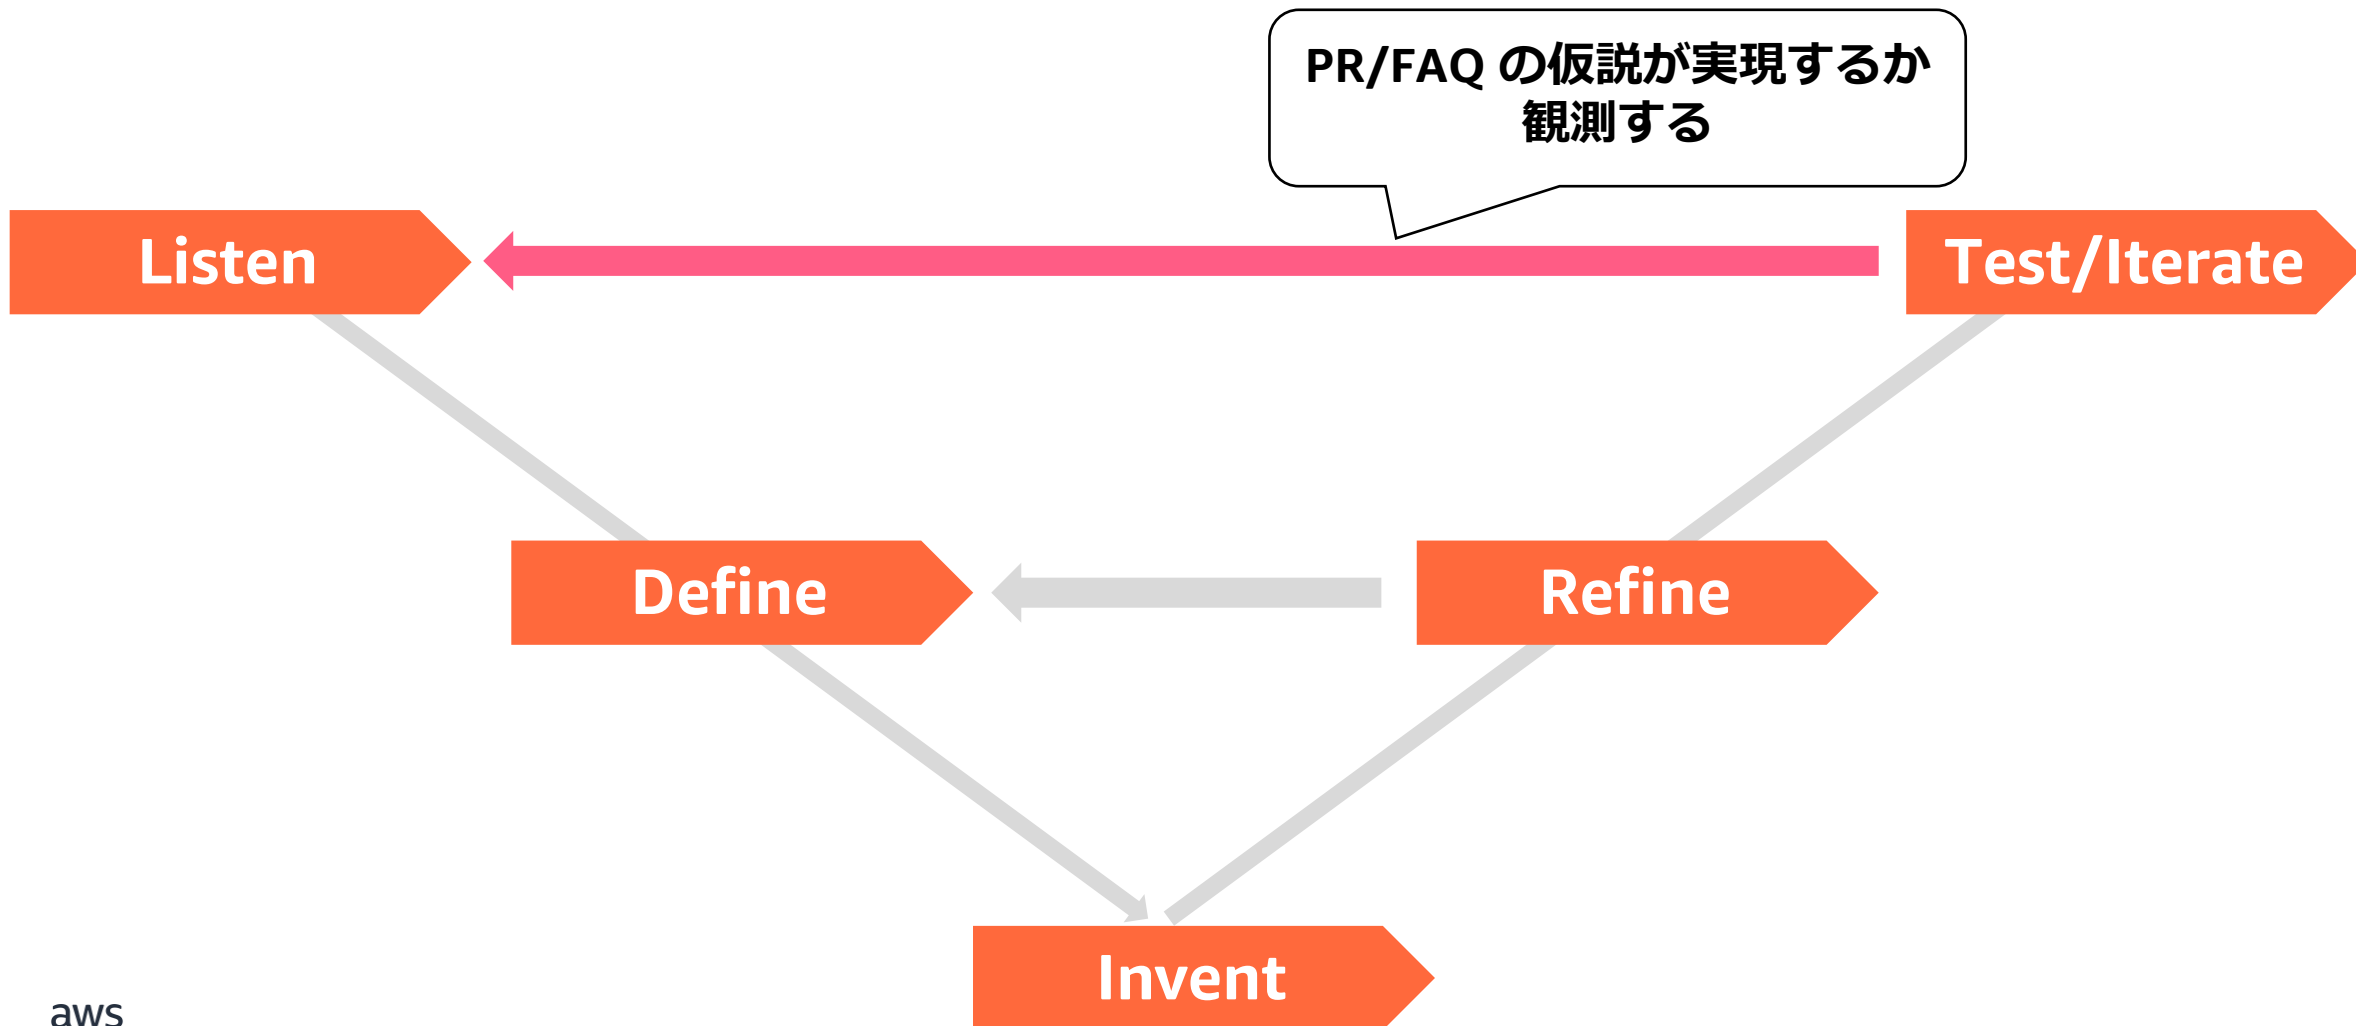 PR/FAQ の仮説が実現するか
観測する
Listen
Test/Iterate
Define
Refine
Invent
aws